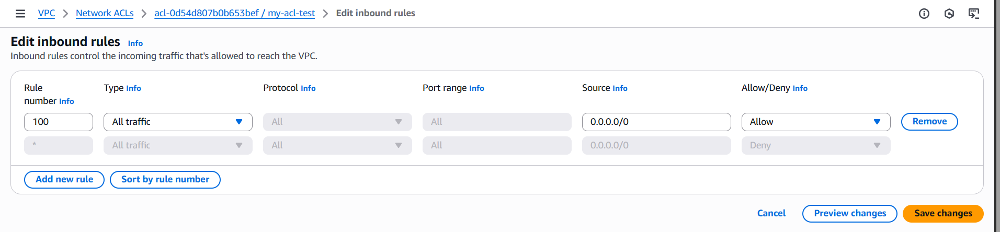 VPC > Network ACLs > acl-0d54d807b0b653bef / my-acl-test > Edit inbound rules
Edit inbound rules Info
Inbound rules control the incoming traffic that's allowed to reach the VPC.
Rule number Info Type Info Protocol Info Port range Info Source Info Allow/Deny Info
100 All traffic All All 0.0.0.0/0 Allow Remove
* All traffic All All 0.0.0.0/0 Deny
Add new rule Sort by rule number
Cancel Preview changes Save changes